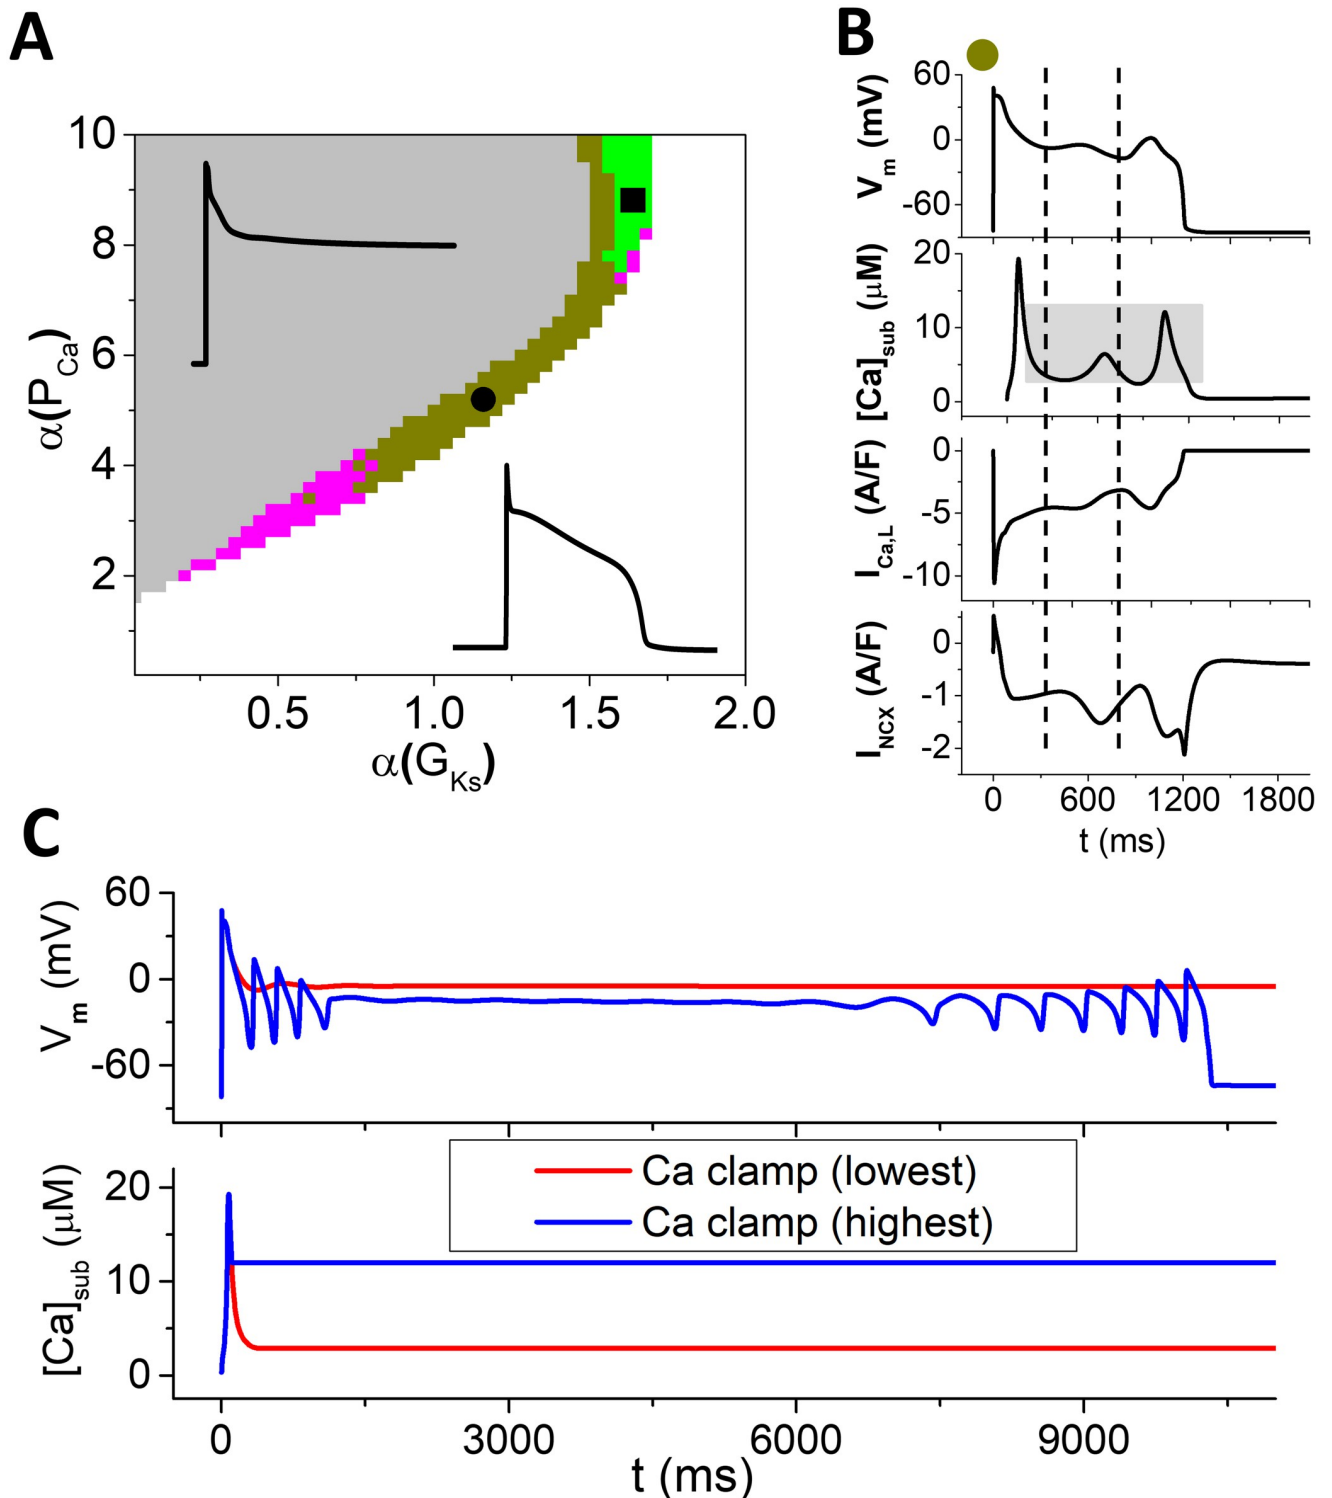 A
α(P_Ca)
10
8
6
4
2
0.5 1.0 1.5 2.0
α(G_Ks)
B
V_m (mV)
60
0
-60
[Ca]_sub (μM)
20
10
0
I_Ca,L (A/F)
0
-5
-10
I_NCX (A/F)
0
-1
-2
0 600 1200 1800
t (ms)
C
V_m (mV)
60
0
-60
Ca clamp (lowest)
Ca clamp (highest)
[Ca]_sub (μM)
20
10
0
0 3000 6000 9000
t (ms)